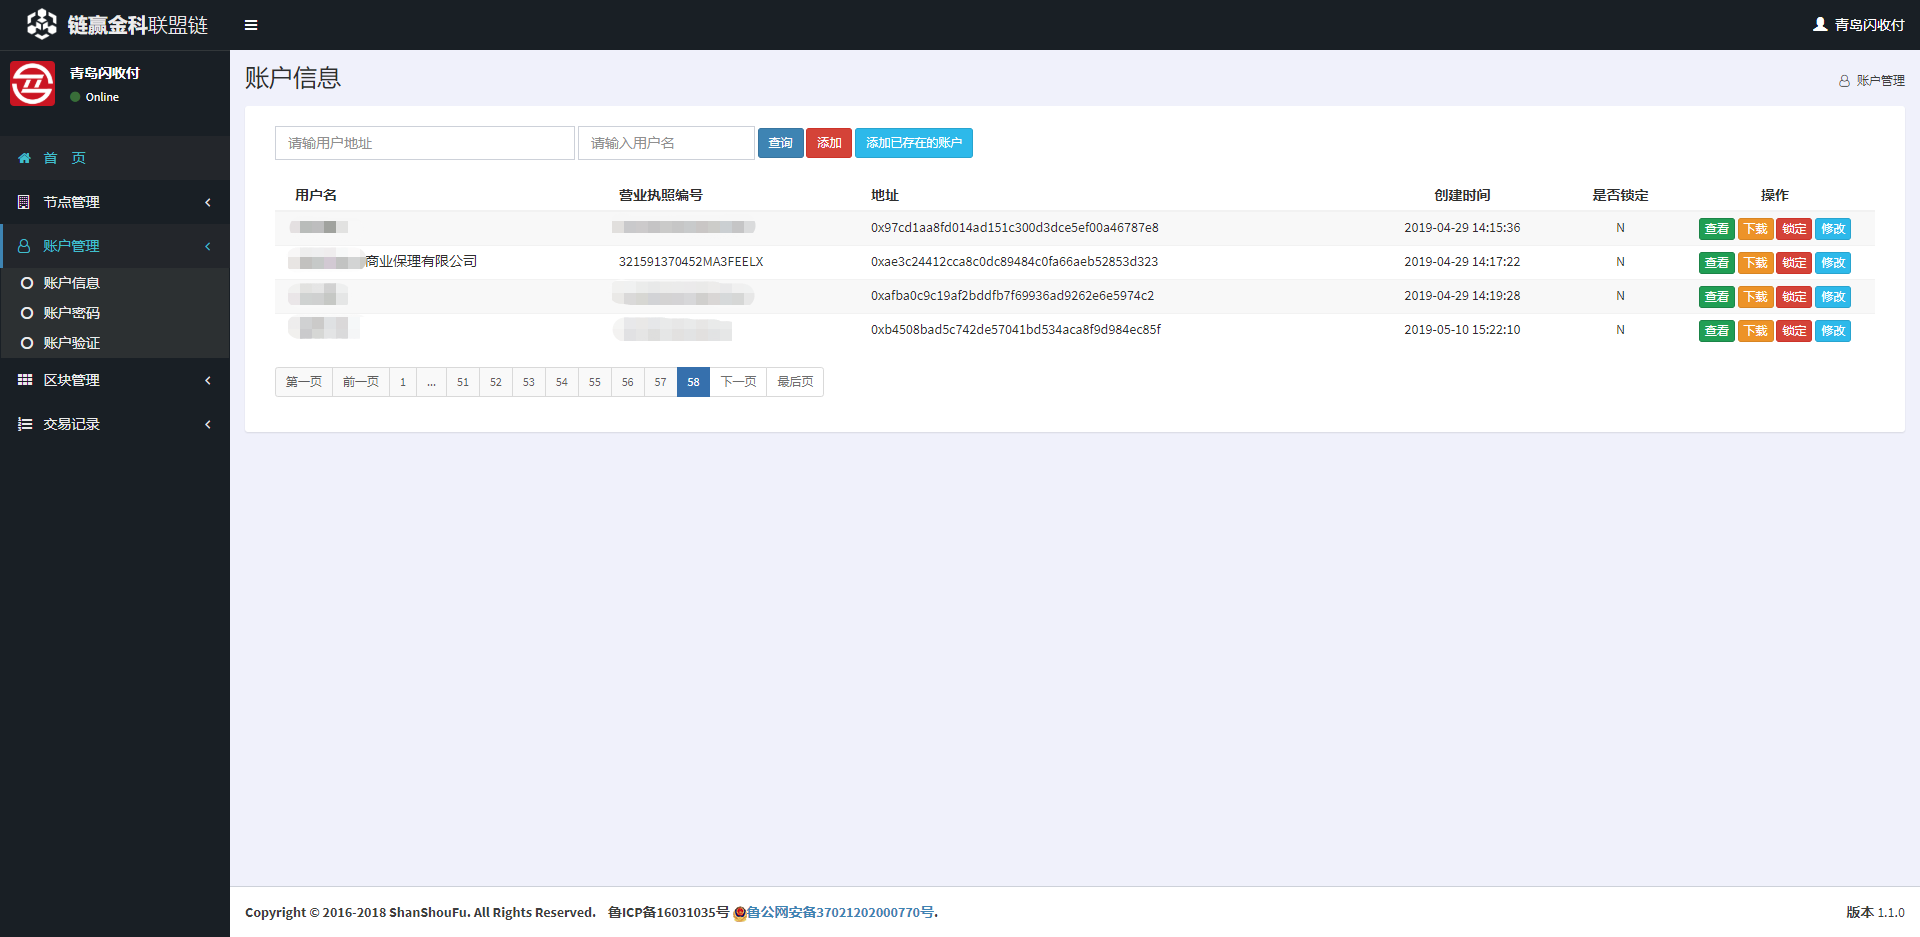 链赢金科联盟链
青岛闪收付
青岛闪收付
Online
首 页
节点管理
账户管理
账户信息
账户密码
账户验证
区块管理
交易记录
账户信息
账户管理
请输用户地址 请输入用户名 查询 添加 添加已存在的账户
用户名 营业执照编号 地址 创建时间 是否锁定 操作
0x97cd1aa8fd014ad151c300d3dce5ef00a46787e8 2019-04-29 14:15:36 N 查看 下载 锁定 修改
商业保理有限公司 321591370452MA3FEELX 0xae3c24412cca8c0dc89484c0fa66aeb52853d323 2019-04-29 14:17:22 N 查看 下载 锁定 修改
0xafba0c9c19af2bddfb7f69936ad9262e6e5974c2 2019-04-29 14:19:28 N 查看 下载 锁定 修改
0xb4508bad5c742de57041bd534aca8f9d984ec85f 2019-05-10 15:22:10 N 查看 下载 锁定 修改
第一页 前一页 1 ... 51 52 53 54 55 56 57 58 下一页 最后页
Copyright © 2016-2018 ShanShouFu. All Rights Reserved. 鲁ICP备16031035号 鲁公网安备37021202000770号.
版本 1.1.0